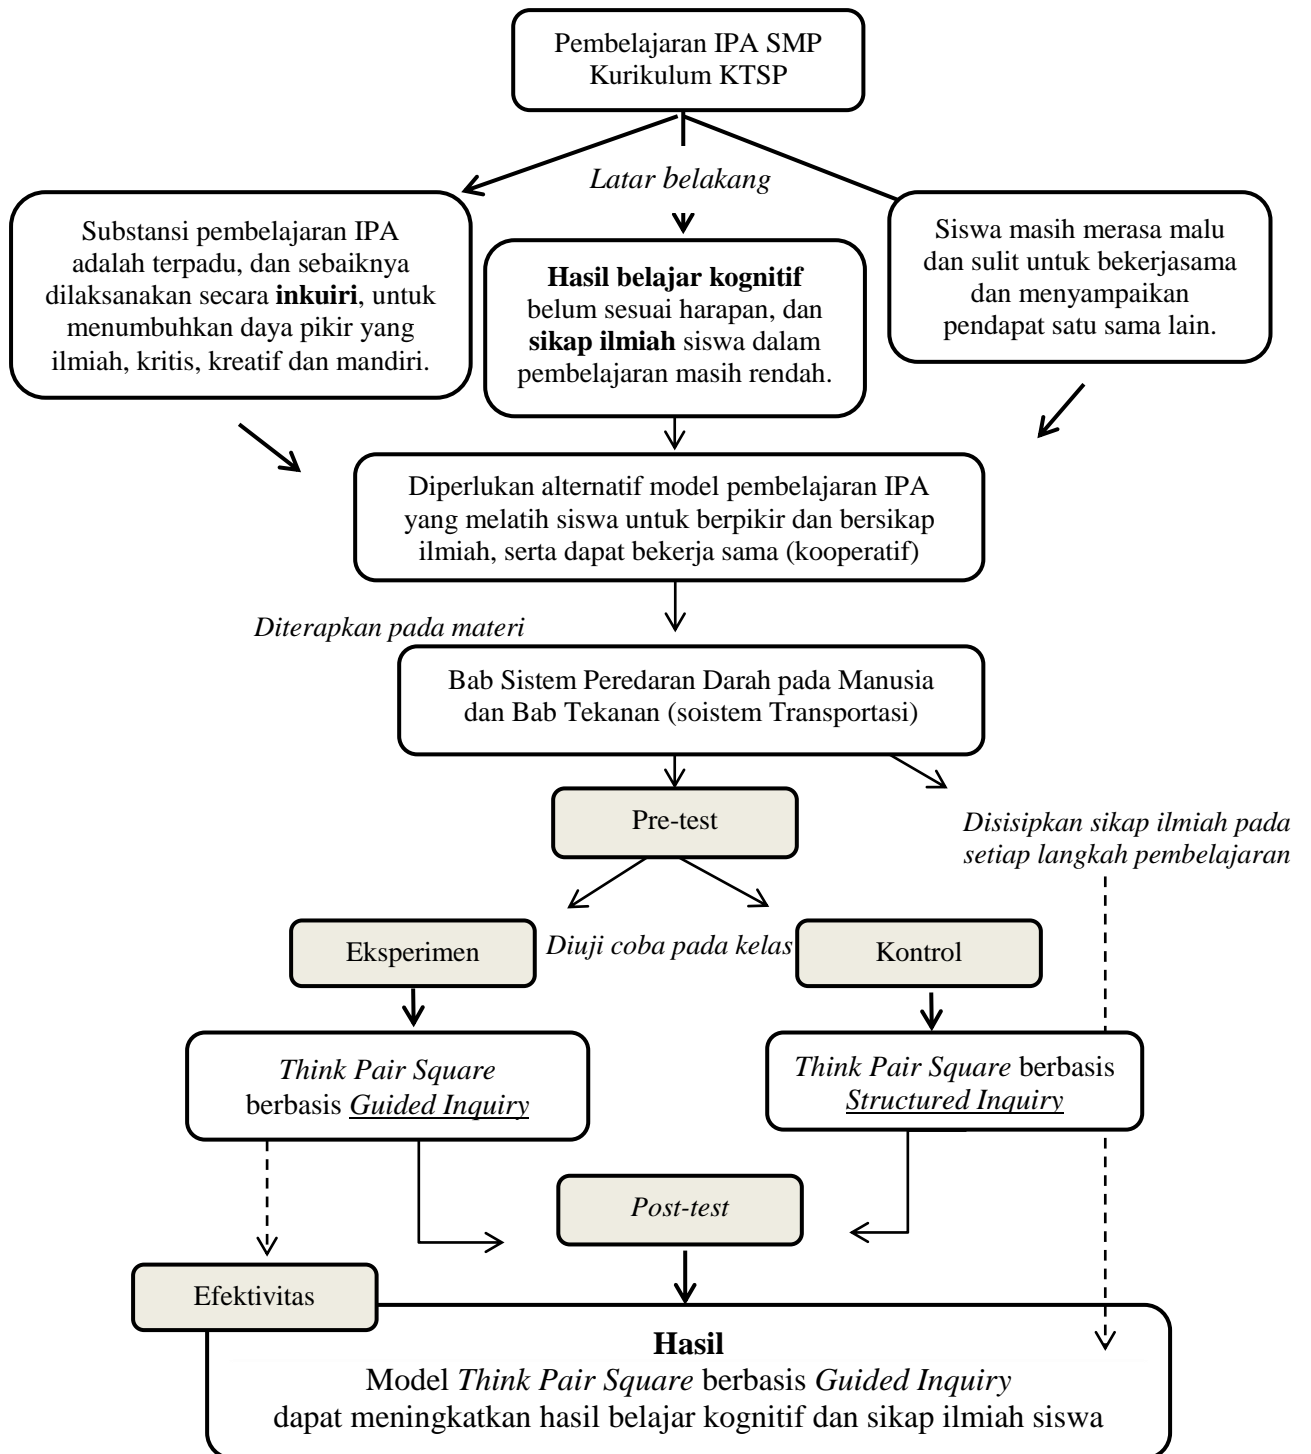 Pembelajaran IPA SMP
Kurikulum KTSP
Latar belakang
Substansi pembelajaran IPA
adalah terpadu, dan sebaiknya
dilaksanakan secara inkuiri, untuk
menumbuhkan daya pikir yang
ilmiah, kritis, kreatif dan mandiri.
Hasil belajar kognitif
belum sesuai harapan, dan
sikap ilmiah siswa dalam
pembelajaran masih rendah.
Siswa masih merasa malu
dan sulit untuk bekerjasama
dan menyampaikan
pendapat satu sama lain.
Diperlukan alternatif model pembelajaran IPA
yang melatih siswa untuk berpikir dan bersikap
ilmiah, serta dapat bekerja sama (kooperatif)
Diterapkan pada materi
Bab Sistem Peredaran Darah pada Manusia
dan Bab Tekanan (soistem Transportasi)
Pre-test
Disisipkan sikap ilmiah pada
setiap langkah pembelajaran
Eksperimen
Diuji coba pada kelas
Kontrol
Think Pair Square
berbasis Guided Inquiry
Think Pair Square berbasis
Structured Inquiry
Post-test
Efektivitas
Hasil
Model Think Pair Square berbasis Guided Inquiry
dapat meningkatkan hasil belajar kognitif dan sikap ilmiah siswa